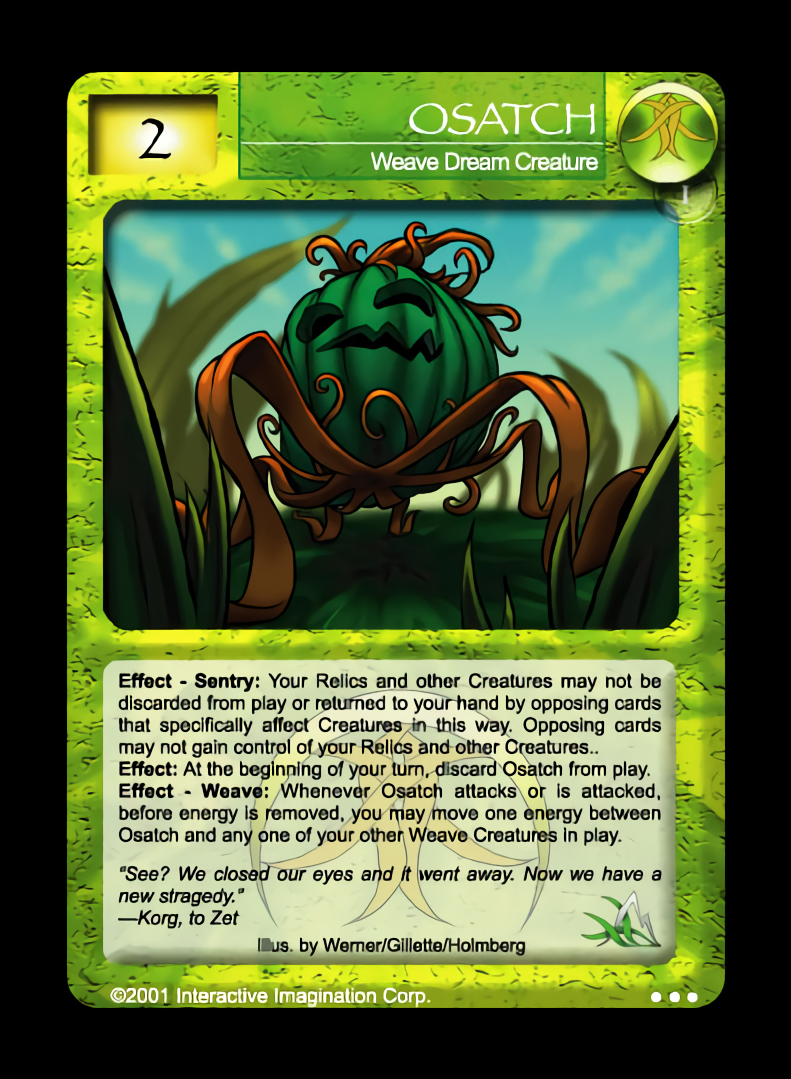 2
OSATCH
Weave Dream Creature
I
Effect - Sentry: Your Relics and other Creatures may not be
discarded from play or returned to your hand by opposing cards
that specifically affect Creatures in this way. Opposing cards
may not gain control of your Relics and other Creatures..
Effect: At the beginning of your turn, discard Osatch from play.
Effect - Weave: Whenever Osatch attacks or is attacked,
before energy is removed, you may move one energy between
Osatch and any one of your other Weave Creatures in play.
"See? We closed our eyes and it went away. Now we have a
new stragedy."
—Korg, to Zet
Illus. by Werner/Gillette/Holmberg
©2001 Interactive Imagination Corp.